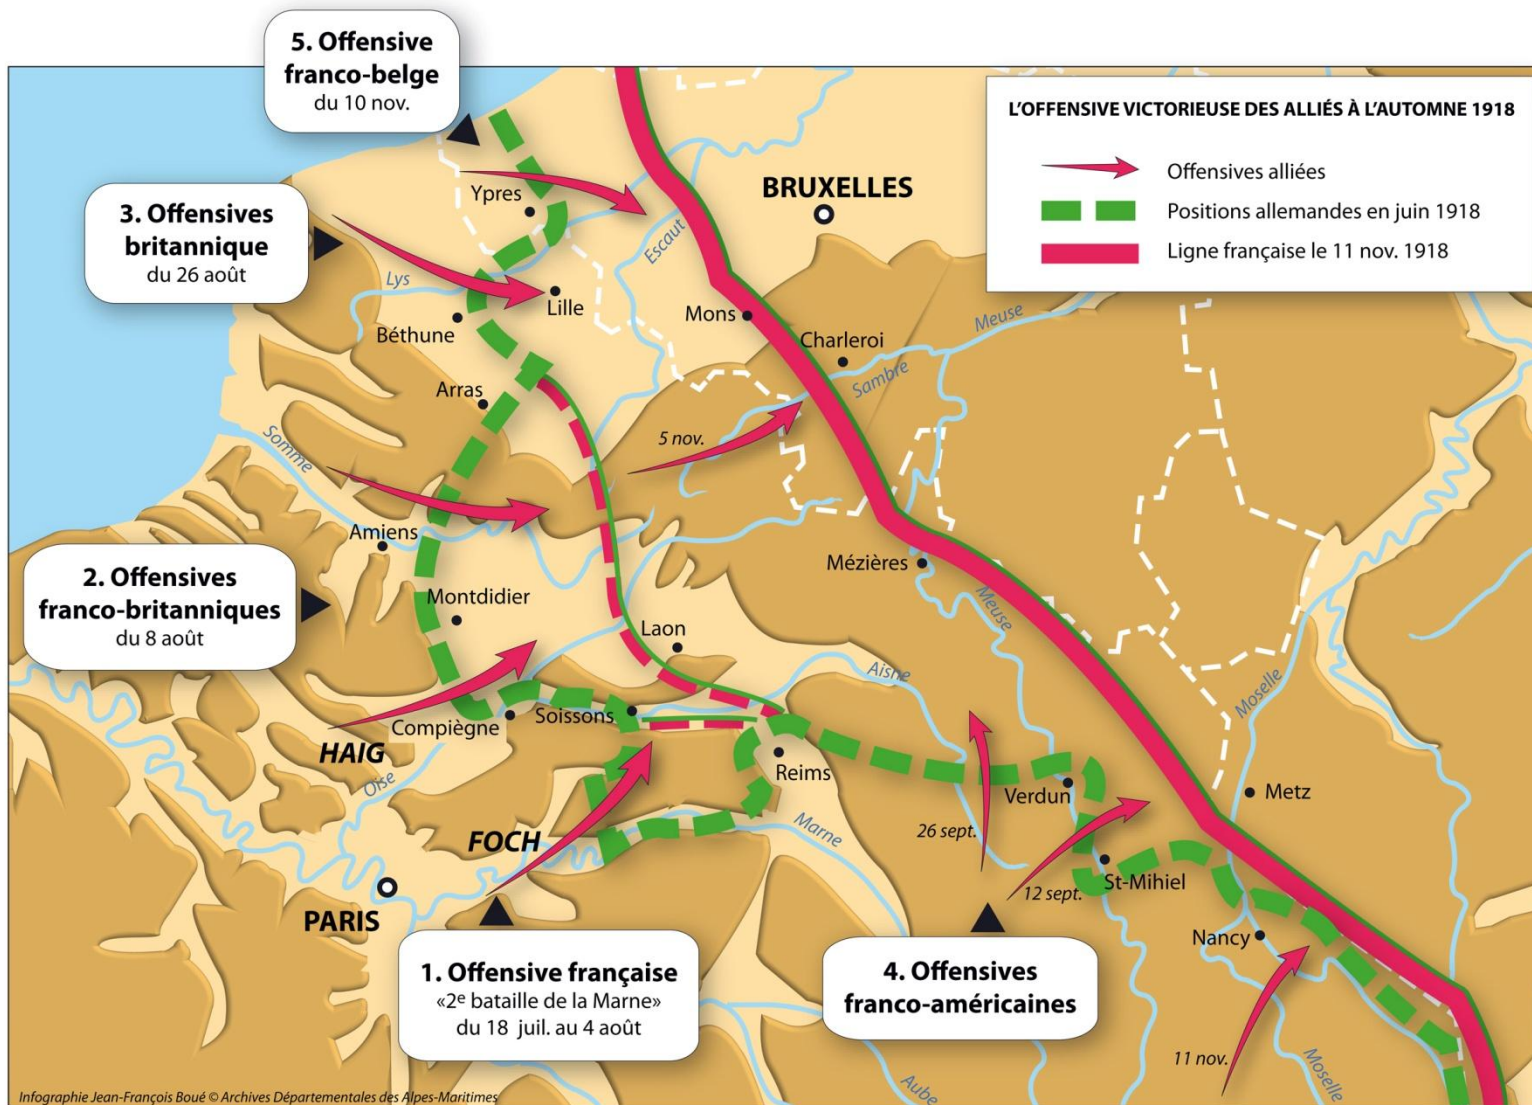 5. Offensive
franco-belge
du 10 nov.
L'OFFENSIVE VICTORIEUSE DES ALLIÉS À L'AUTOMNE 1918
Offensives alliées
Positions allemandes en juin 1918
Ligne française le 11 nov. 1918
3. Offensives
britannique
du 26 août
BRUXELLES
Ypres
Escaut
Lys
Lille
Béthune
Mons
Meuse
Charleroi
Sambre
Arras
5 nov.
Somme
Amiens
2. Offensives
franco-britanniques
du 8 août
Mézières
Montdidier
Meuse
Laon
Aisne
Moselle
Compiègne
Soissons
HAIG
Oise
Reims
Verdun
Metz
FOCH
Marne
26 sept.
12 sept.
St-Mihiel
PARIS
Nancy
1. Offensive française
«2e bataille de la Marne»
du 18 juil. au 4 août
4. Offensives
franco-américaines
11 nov.
Moselle
Aube
Infographie Jean-François Boué © Archives Départementales des Alpes-Maritimes